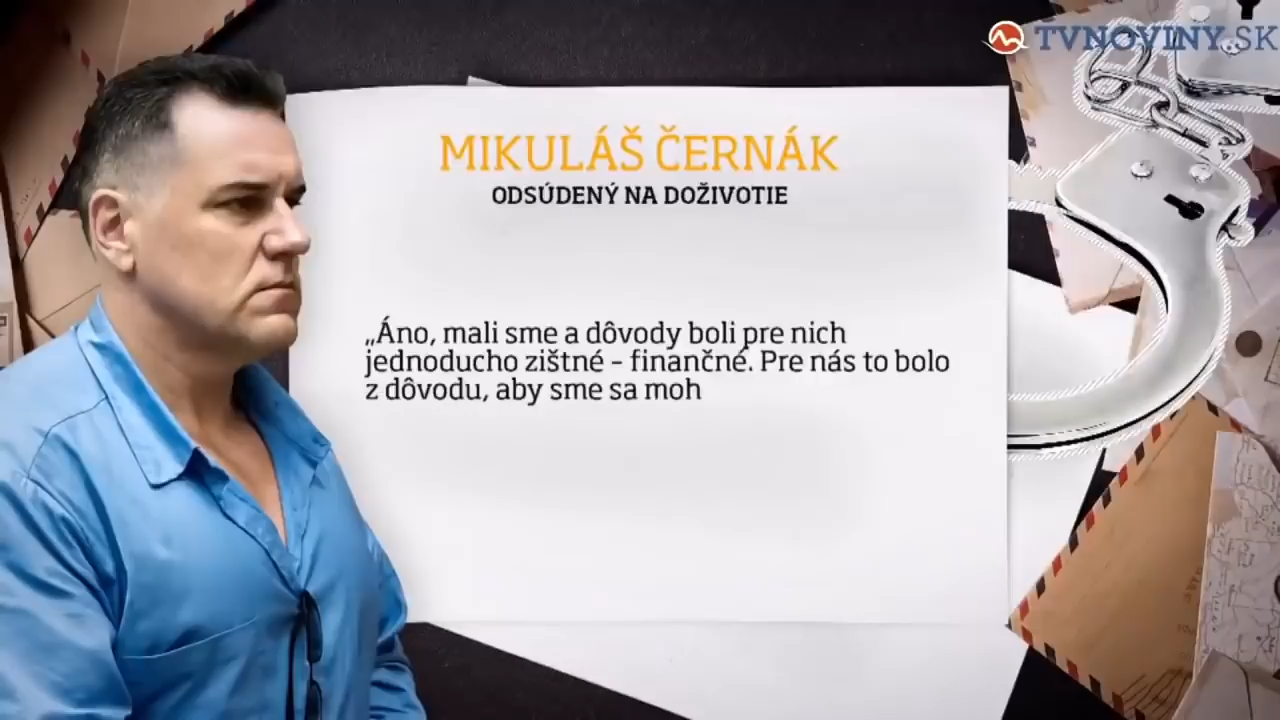 TVNOVINY.SK
MIKULÁŠ ČERNÁK
ODSÚDENÝ NA DOŽIVOTIE
„Áno, mali sme a dôvody boli pre nich
jednoducho zištné – finančné. Pre nás to bolo
z dôvodu, aby sme sa moh